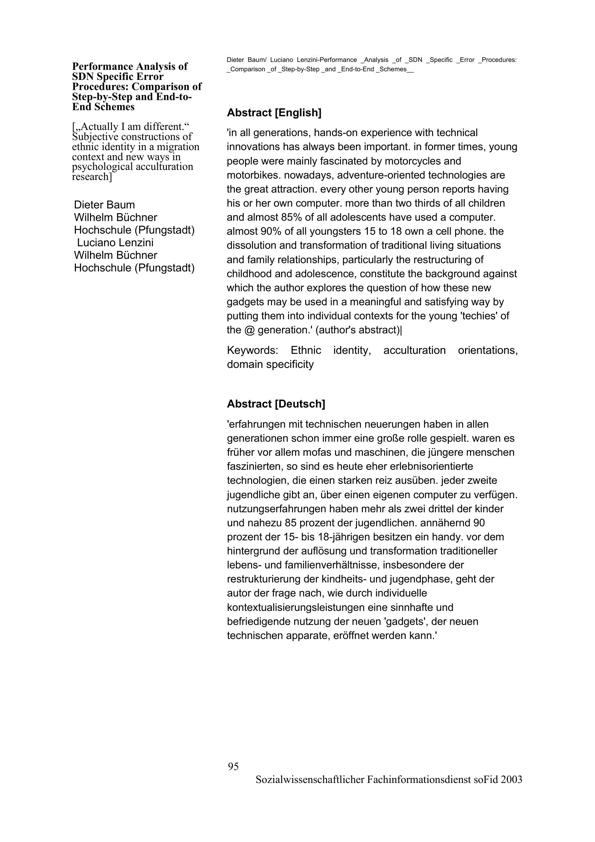 Performance Analysis of
SDN Specific Error
Procedures: Comparison of
Step-by-Step and End-to-
End Schemes
[„Actually I am different.“
Subjective constructions of
ethnic identity in a migration
context and new ways in
psychological acculturation
research]
Dieter Baum
Wilhelm Büchner
Hochschule (Pfungstadt)
Luciano Lenzini
Wilhelm Büchner
Hochschule (Pfungstadt)
Dieter Baum/ Luciano Lenzini-Performance _Analysis _of _SDN _Specific _Error _Procedures:
_Comparison _of _Step-by-Step _and _End-to-End _Schemes__
Abstract [English]
'in all generations, hands-on experience with technical
innovations has always been important. in former times, young
people were mainly fascinated by motorcycles and
motorbikes. nowadays, adventure-oriented technologies are
the great attraction. every other young person reports having
his or her own computer. more than two thirds of all children
and almost 85% of all adolescents have used a computer.
almost 90% of all youngsters 15 to 18 own a cell phone. the
dissolution and transformation of traditional living situations
and family relationships, particularly the restructuring of
childhood and adolescence, constitute the background against
which the author explores the question of how these new
gadgets may be used in a meaningful and satisfying way by
putting them into individual contexts for the young 'techies' of
the @ generation.' (author's abstract)|
Keywords: Ethnic identity, acculturation orientations,
domain specificity
Abstract [Deutsch]
'erfahrungen mit technischen neuerungen haben in allen
generationen schon immer eine große rolle gespielt. waren es
früher vor allem mofas und maschinen, die jüngere menschen
faszinierten, so sind es heute eher erlebnisorientierte
technologien, die einen starken reiz ausüben. jeder zweite
jugendliche gibt an, über einen eigenen computer zu verfügen.
nutzungserfahrungen haben mehr als zwei drittel der kinder
und nahezu 85 prozent der jugendlichen. annähernd 90
prozent der 15- bis 18-jährigen besitzen ein handy. vor dem
hintergrund der auflösung und transformation traditioneller
lebens- und familienverhältnisse, insbesondere der
restrukturierung der kindheits- und jugendphase, geht der
autor der frage nach, wie durch individuelle
kontextualisierungsleistungen eine sinnhafte und
befriedigende nutzung der neuen 'gadgets', der neuen
technischen apparate, eröffnet werden kann.'
95
Sozialwissenschaftlicher Fachinformationsdienst soFid 2003